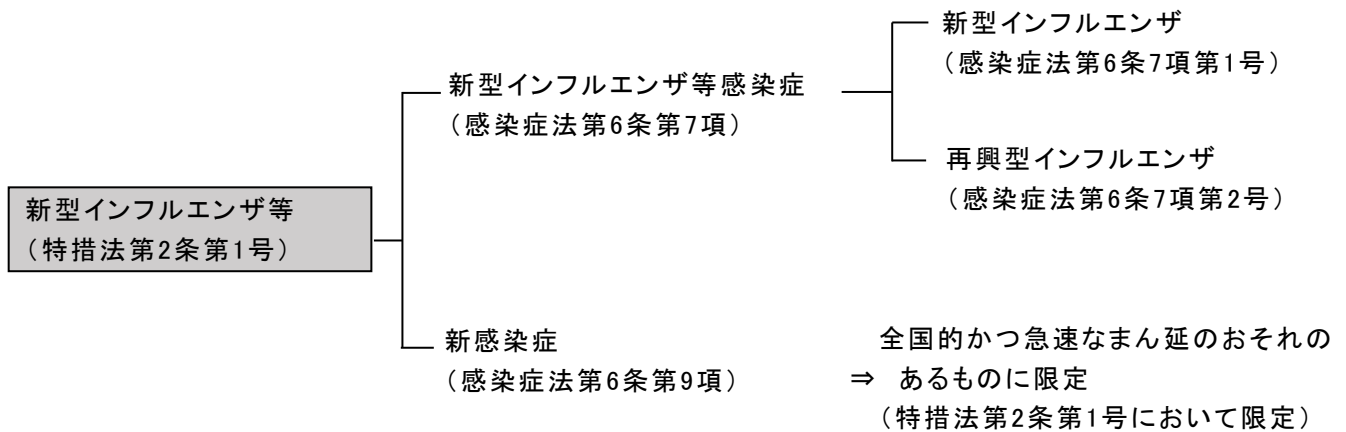 新型インフルエンザ
（感染症法第6条7項第1号）
新型インフルエンザ等感染症
（感染症法第6条第7項）
再興型インフルエンザ
（感染症法第6条7項第2号）
新型インフルエンザ等
（特措法第2条第1号）
新感染症
（感染症法第6条第9項）
全国的かつ急速なまん延のおそれの
⇒ あるものに限定
（特措法第2条第1号において限定）